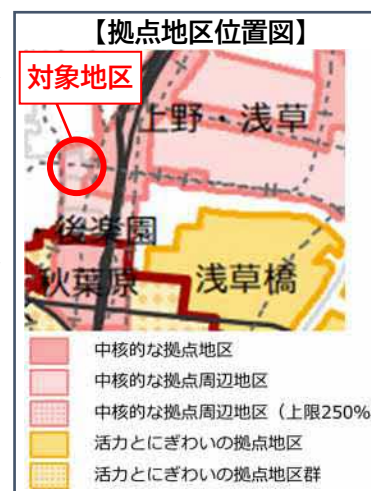 【拠点地区位置図】
対象地区
上野・浅草
後楽園
秋葉原
浅草橋
中核的な拠点地区
中核的な拠点周辺地区
中核的な拠点周辺地区（上限250%
活力とにぎわいの拠点地区
活力とにぎわいの拠点地区群